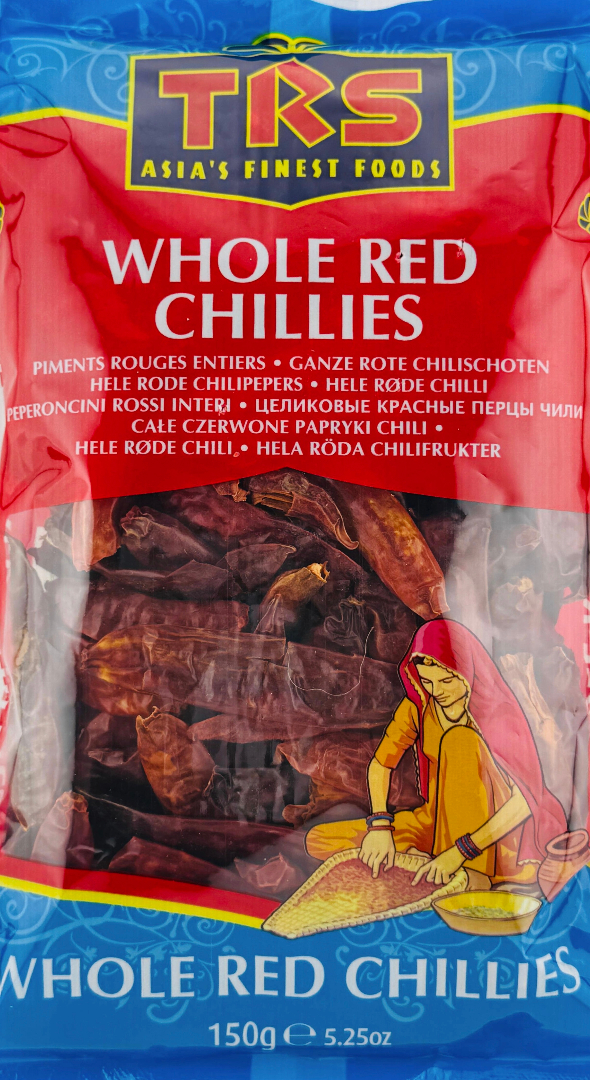 TRS
ASIA'S FINEST FOODS
WHOLE RED
CHILLIES
PIMENTS ROUGES ENTIERS • GANZE ROTE CHILISCHOTEN
HELE RODE CHILIPEPERS • HELE RØDE CHILLI
PEPERONCINI ROSSI INTERI • ЦЕЛИКОВЫЕ КРАСНЫЕ ПЕРЦЫ ЧИЛИ
CAŁE CZERWONE PAPRYKI CHILI •
HELE RØDE CHILI • HELA RÖDA CHILIFRUKTER
WHOLE RED CHILLIES
150g ℮ 5.25oz